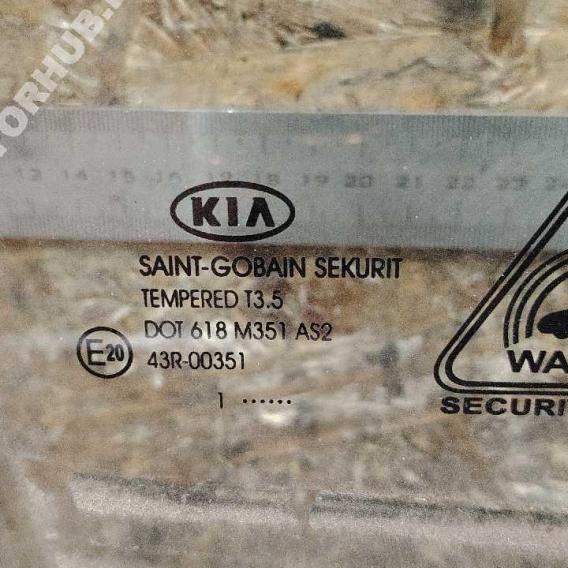 ORHUB.
13 14 15 16 17 18 19 20 21 22 23
KIA
SAINT-GOBAIN SEKURIT
TEMPERED T3.5
DOT 618 M351 AS2
E20 43R-00351
1 ······
WA
SECURI